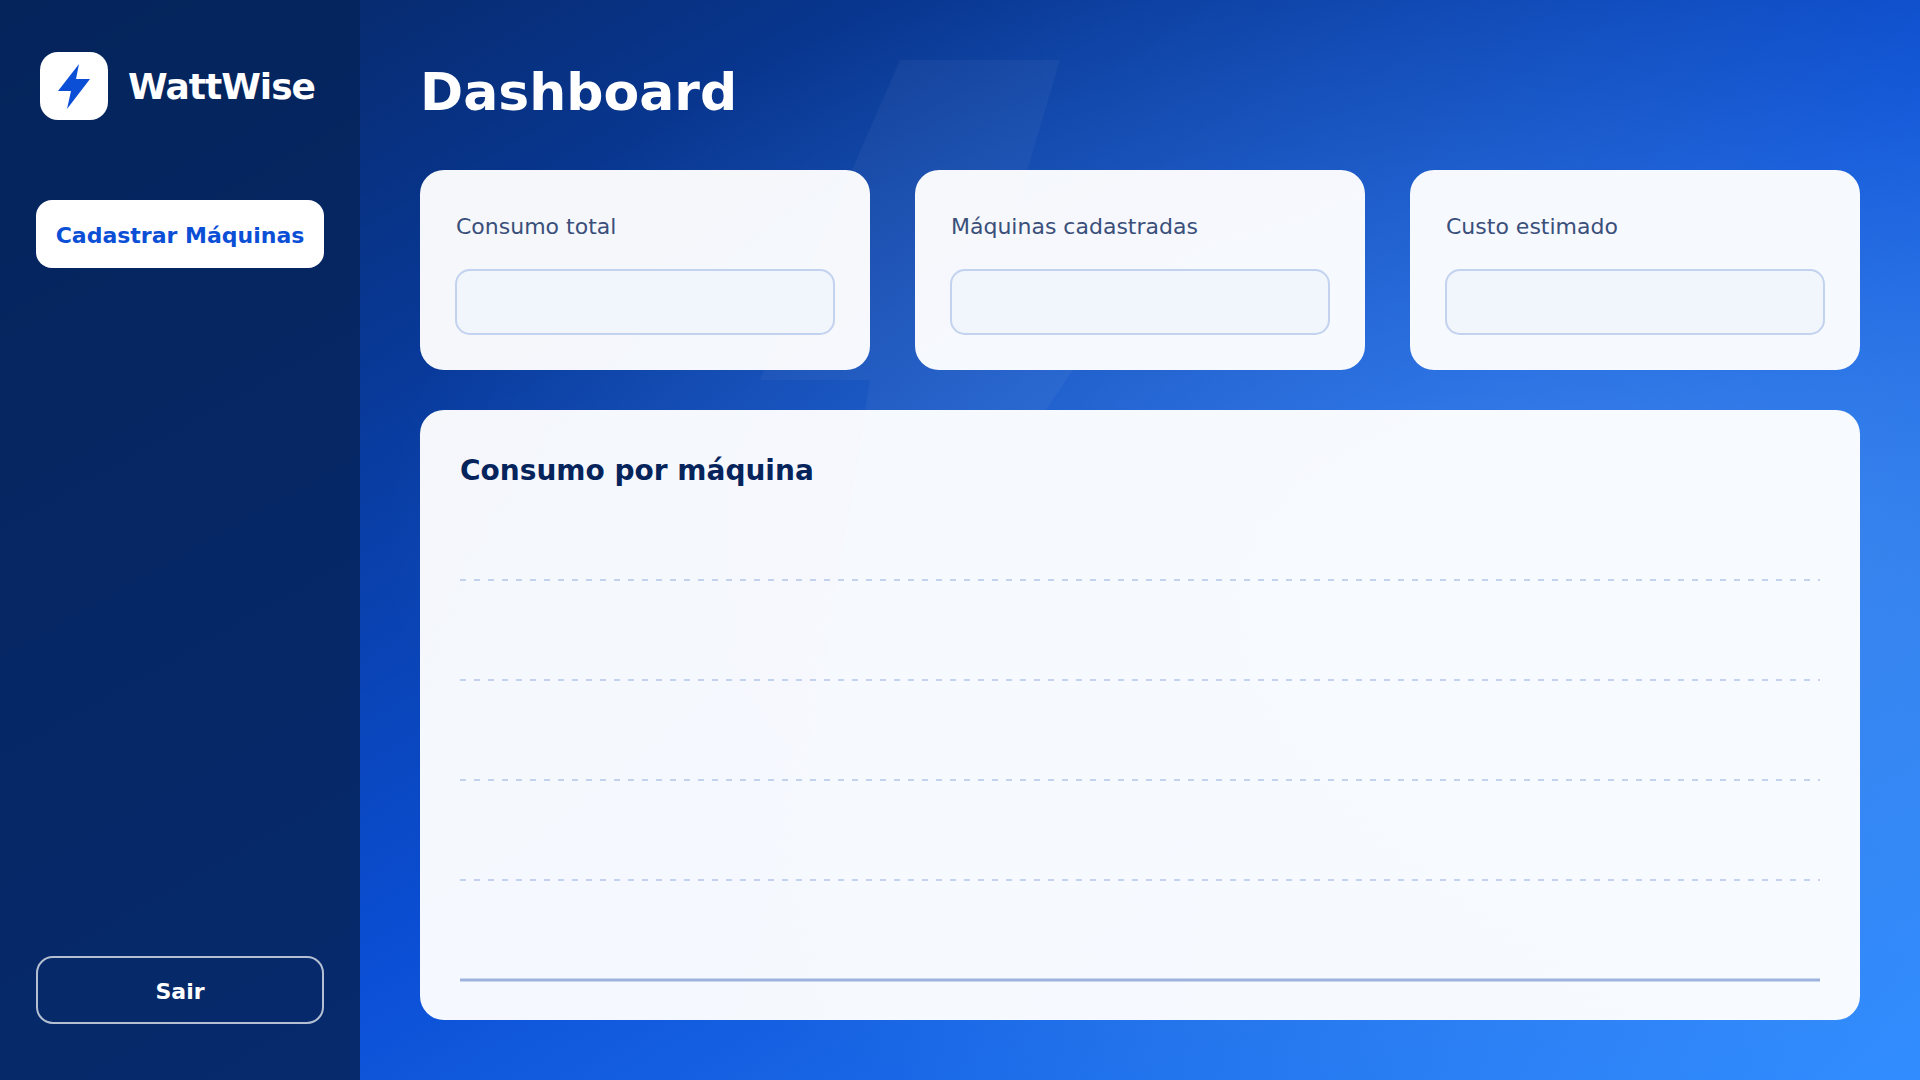 WattWise
Cadastrar Máquinas
Sair
Dashboard
Consumo total
Máquinas cadastradas
Custo estimado
Consumo por máquina